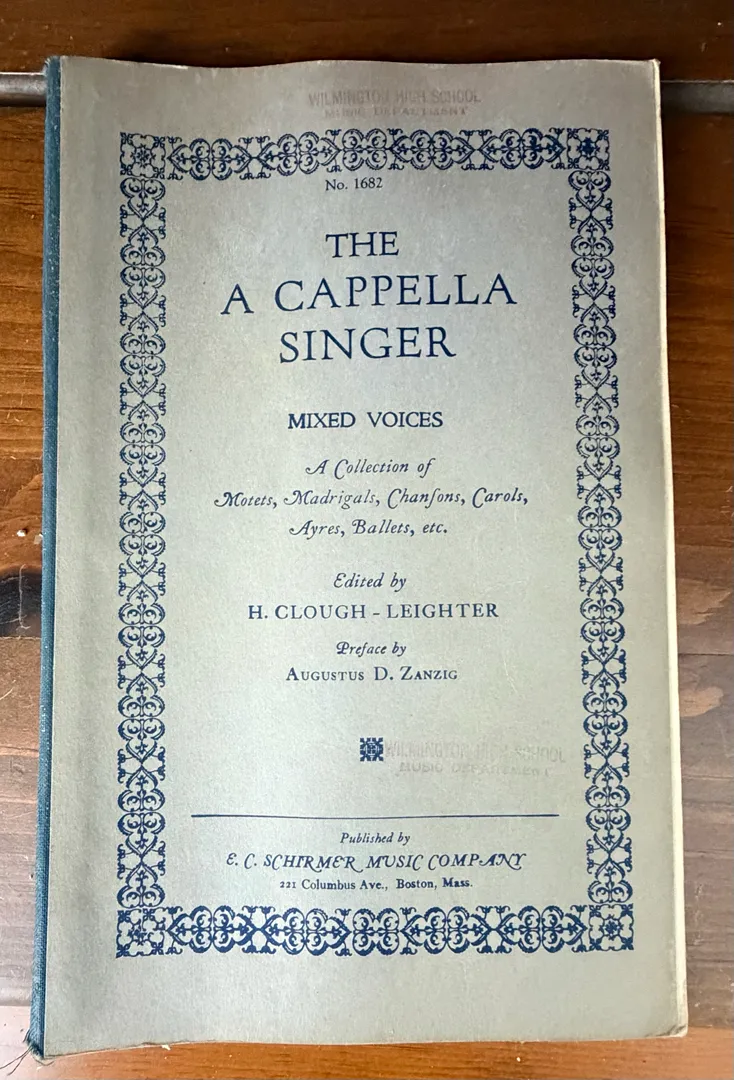 WILMINGTON HIGH SCHOOL
MUSIC DEPARTMENT
No. 1682
THE
A CAPPELLA
SINGER
MIXED VOICES
A Collection of
Motets, Madrigals, Chanſons, Carols,
Ayres, Ballets, etc.
Edited by
H. CLOUGH-LEIGHTER
Preface by
AUGUSTUS D. ZANZIG
WILMINGTON HIGH SCHOOL
MUSIC DEPARTMENT
Published by
E. C. SCHIRMER MUSIC COMPANY
221 Columbus Ave., Boston, Mass.